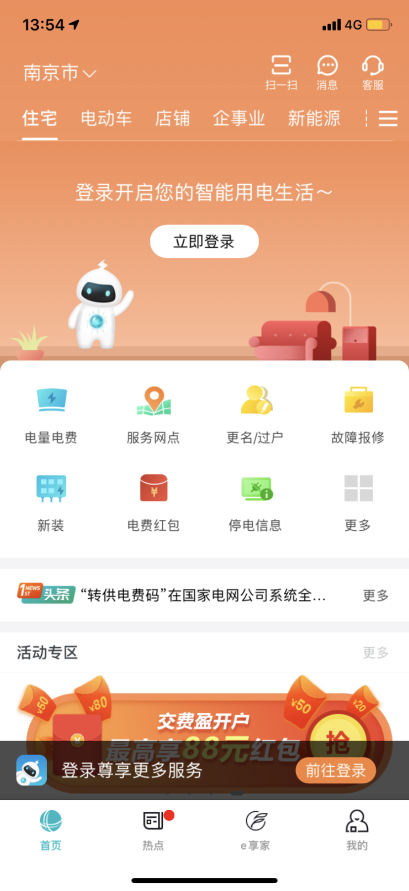 13:54
4G
南京市
扫一扫
消息
客服
住宅
电动车
店铺
企事业
新能源
登录开启您的智能用电生活～
立即登录
电量电费
服务网点
更名/过户
故障报修
新装
电费红包
停电信息
更多
1ST NEWS 头条
“转供电费码”在国家电网公司系统全...
更多
活动专区
更多
¥50
¥80
交费盈开户
¥50
¥20
最高享88元红包
抢
登录尊享更多服务
前往登录
首页
热点
e享家
我的